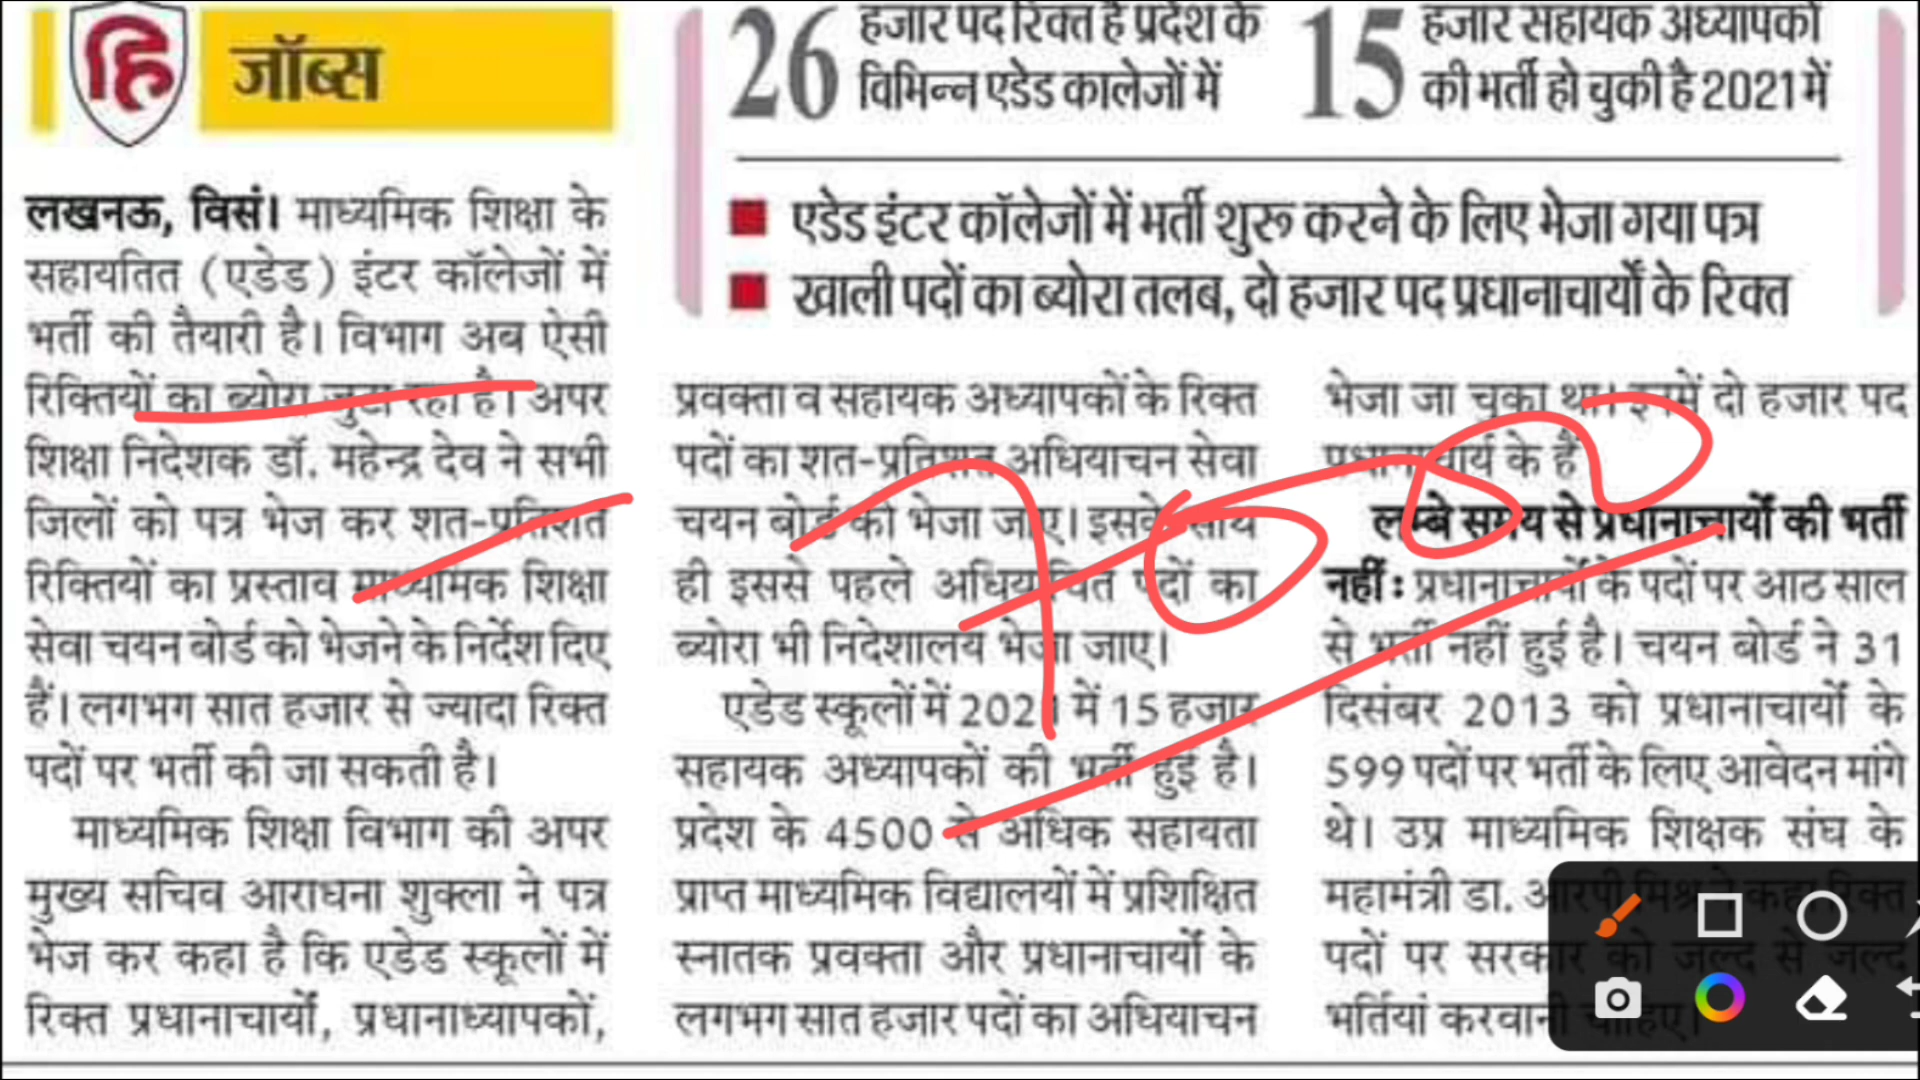 हि
जॉब्स
26 हजार पद रिक्त हैं प्रदेश के
विभिन्न एडेड कालेजों में
15 हजार सहायक अध्यापकों
की भर्ती हो चुकी है 2021 में
एडेड इंटर कॉलेजों में भर्ती शुरू करने के लिए भेजा गया पत्र
खाली पदों का ब्योरा तलब, दो हजार पद प्रधानाचार्यों के रिक्त
लखनऊ, विसं। माध्यमिक शिक्षा के
सहायतित (एडेड) इंटर कॉलेजों में
भर्ती की तैयारी है। विभाग अब ऐसी
रिक्तियों का ब्योरा जुटा रहा है। अपर
शिक्षा निदेशक डॉ. महेन्द्र देव ने सभी
जिलों को पत्र भेज कर शत-प्रतिशत
रिक्तियों का प्रस्ताव माध्यमिक शिक्षा
सेवा चयन बोर्ड को भेजने के निर्देश दिए
हैं। लगभग सात हजार से ज्यादा रिक्त
पदों पर भर्ती की जा सकती है।
माध्यमिक शिक्षा विभाग की अपर
मुख्य सचिव आराधना शुक्ला ने पत्र
भेज कर कहा है कि एडेड स्कूलों में
रिक्त प्रधानाचार्यों, प्रधानाध्यापकों,
प्रवक्ता व सहायक अध्यापकों के रिक्त
पदों का शत-प्रतिशत अधियाचन सेवा
चयन बोर्ड को भेजा जाए। इसके साथ
ही इससे पहले अधियाचित पदों का
ब्योरा भी निदेशालय भेजा जाए।
एडेड स्कूलों में 2021 में 15 हजार
सहायक अध्यापकों की भर्ती हुई है।
प्रदेश के 4500 से अधिक सहायता
प्राप्त माध्यमिक विद्यालयों में प्रशिक्षित
स्नातक प्रवक्ता और प्रधानाचार्यों के
लगभग सात हजार पदों का अधियाचन
भेजा जा चुका था। इनमें दो हजार पद
प्रधानाचार्य के हैं
लम्बे समय से प्रधानाचार्यों की भर्ती
नहीं : प्रधानाचार्यों के पदों पर आठ साल
से भर्ती नहीं हुई है। चयन बोर्ड ने 31
दिसंबर 2013 को प्रधानाचार्यों के
599 पदों पर भर्ती के लिए आवेदन मांगे
थे। उप्र माध्यमिक शिक्षक संघ के
महामंत्री डा. आरपी मिश्र ने कहा रिक्त
पदों पर सरकार को जल्द से जल्द
भर्तियां करवानी चाहिए।
7000